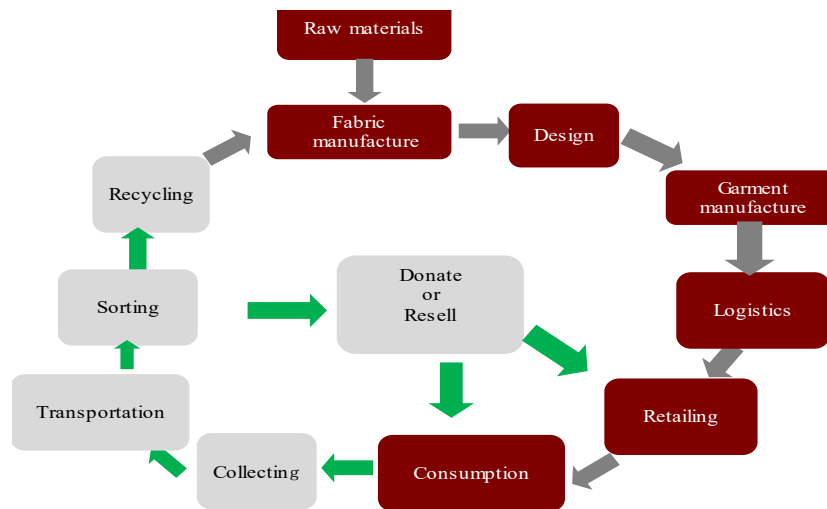 Raw materials
Fabric
manufacture
Design
Recycling
Garment
manufacture
Donate
or
Resell
Sorting
Logistics
Transportation
Retailing
Collecting
Consumption